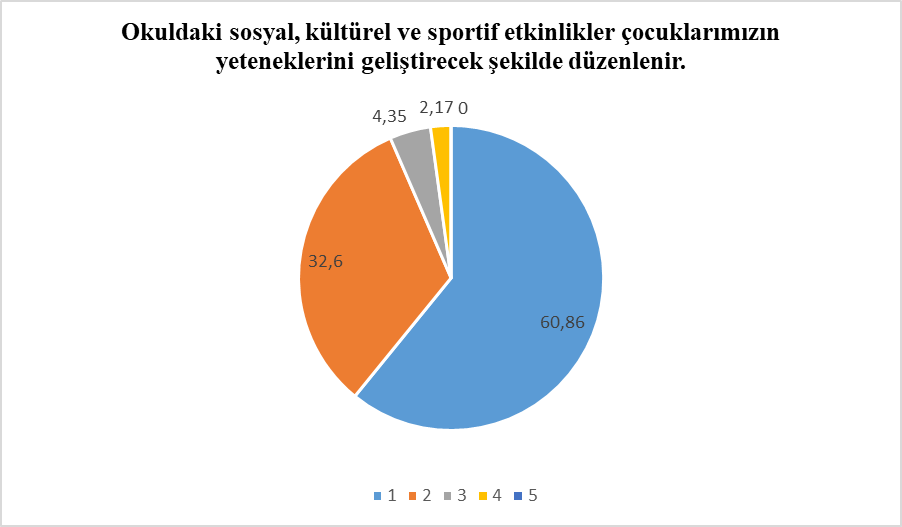 Okuldaki sosyal, kültürel ve sportif etkinlikler çocuklarımızın
yeteneklerini geliştirecek şekilde düzenlenir.
2,17 0
4,35
32,6
60,86
1 2 3 4 5